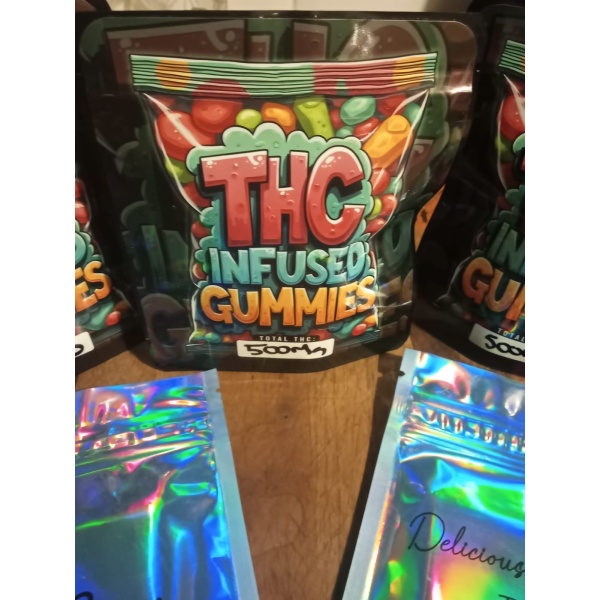 THC
INFUSED
GUMMIES
TOTAL THC:
500Mg
Delicious